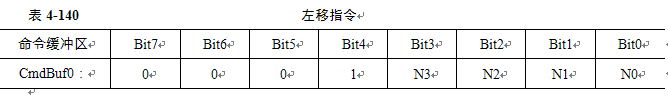 表 4-140 左移指令
命令缓冲区 Bit7 Bit6 Bit5 Bit4 Bit3 Bit2 Bit1 Bit0
CmdBuf0： 0 0 0 1 N3 N2 N1 N0